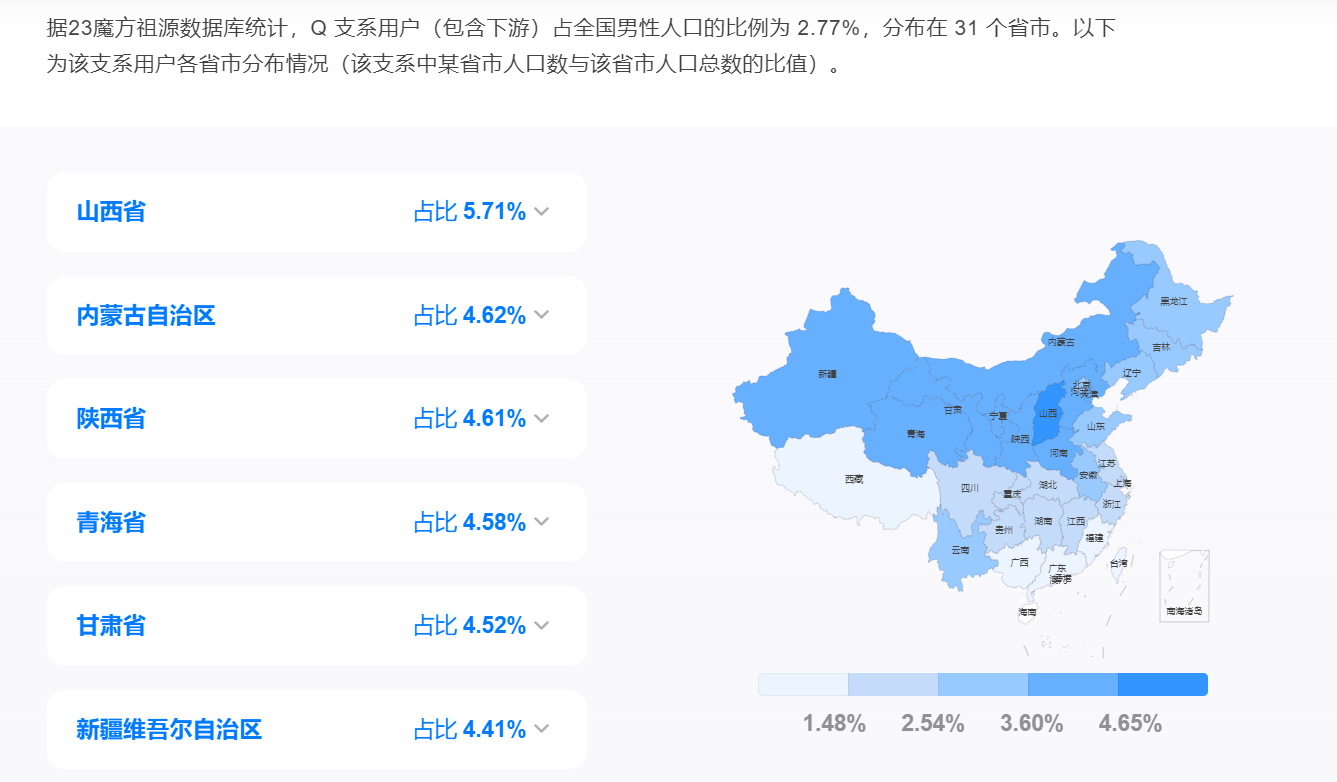 据23魔方祖源数据库统计，Q 支系用户（包含下游）占全国男性人口的比例为 2.77%，分布在 31 个省市。以下
为该支系用户各省市分布情况（该支系中某省市人口数与该省市人口总数的比值）。
山西省 占比 5.71%
内蒙古自治区 占比 4.62%
陕西省 占比 4.61%
青海省 占比 4.58%
甘肃省 占比 4.52%
新疆维吾尔自治区 占比 4.41%
黑龙江
内蒙古
吉林
辽宁
新疆
北京
甘肃
宁夏
山西
山东
青海
陕西
河南
江苏
安徽
西藏
四川
重庆
湖北
上海
浙江
贵州
湖南
江西
福建
云南
广西
广东
台湾
海南
南海诸岛
1.48% 2.54% 3.60% 4.65%